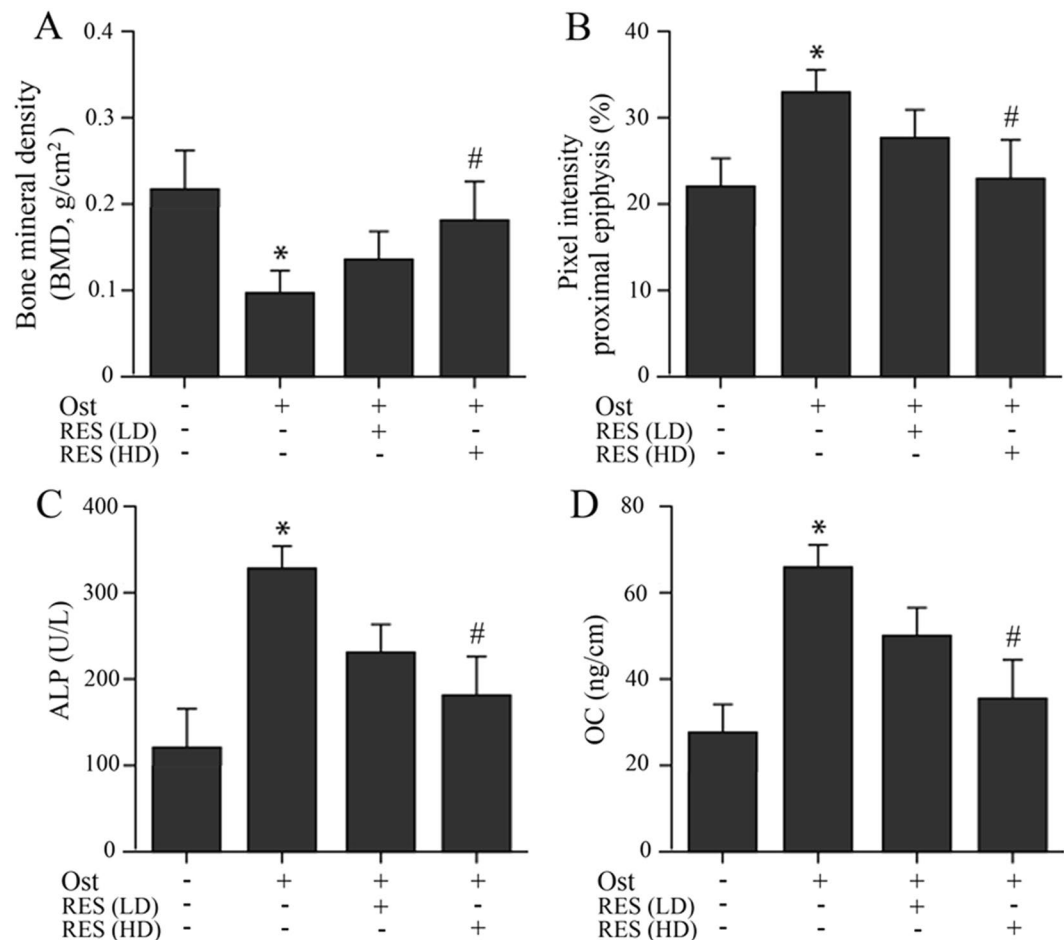 A
Bone mineral density
(BMD, g/cm²)
0.4
0.3
0.2
0.1
0
*
#
Ost - + + +
RES (LD) - - + -
RES (HD) - - - +
B
Pixel intensity
proximal epiphysis (%)
40
30
20
10
0
*
#
Ost - + + +
RES (LD) - - + -
RES (HD) - - - +
C
ALP (U/L)
400
300
200
100
0
*
#
Ost - + + +
RES (LD) - - + -
RES (HD) - - - +
D
OC (ng/cm)
80
60
40
20
0
*
#
Ost - + + +
RES (LD) - - + -
RES (HD) - - - +